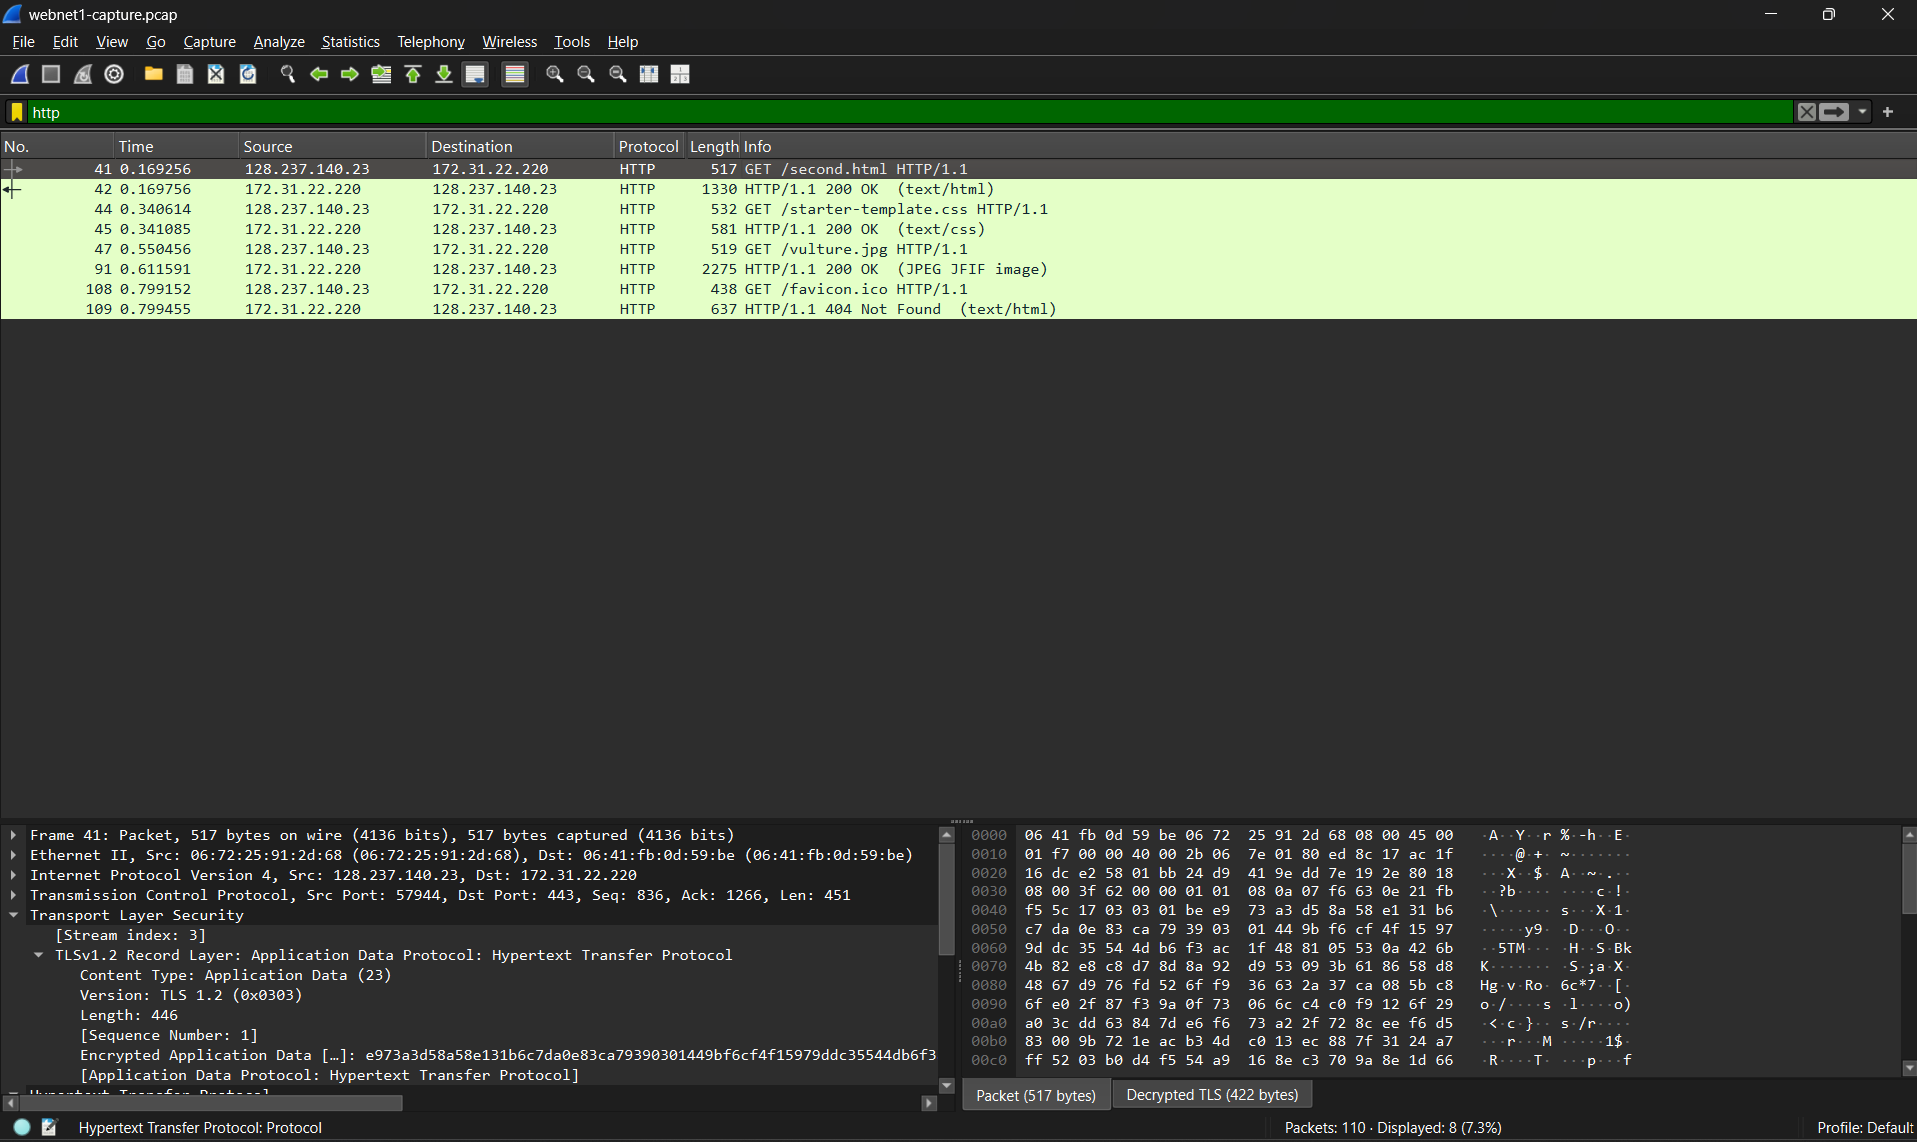 webnet1-capture.pcap
File Edit View Go Capture Analyze Statistics Telephony Wireless Tools Help
http
No. Time Source Destination Protocol Length Info
41 0.169256 128.237.140.23 172.31.22.220 HTTP 517 GET /second.html HTTP/1.1
42 0.169756 172.31.22.220 128.237.140.23 HTTP 1330 HTTP/1.1 200 OK (text/html)
44 0.340614 128.237.140.23 172.31.22.220 HTTP 532 GET /starter-template.css HTTP/1.1
45 0.341085 172.31.22.220 128.237.140.23 HTTP 581 HTTP/1.1 200 OK (text/css)
47 0.550456 128.237.140.23 172.31.22.220 HTTP 519 GET /vulture.jpg HTTP/1.1
91 0.611591 172.31.22.220 128.237.140.23 HTTP 2275 HTTP/1.1 200 OK (JPEG JFIF image)
108 0.799152 128.237.140.23 172.31.22.220 HTTP 438 GET /favicon.ico HTTP/1.1
109 0.799455 172.31.22.220 128.237.140.23 HTTP 637 HTTP/1.1 404 Not Found (text/html)
Frame 41: Packet, 517 bytes on wire (4136 bits), 517 bytes captured (4136 bits)
Ethernet II, Src: 06:72:25:91:2d:68 (06:72:25:91:2d:68), Dst: 06:41:fb:0d:59:be (06:41:fb:0d:59:be)
Internet Protocol Version 4, Src: 128.237.140.23, Dst: 172.31.22.220
Transmission Control Protocol, Src Port: 57944, Dst Port: 443, Seq: 836, Ack: 1266, Len: 451
Transport Layer Security
[Stream index: 3]
TLSv1.2 Record Layer: Application Data Protocol: Hypertext Transfer Protocol
Content Type: Application Data (23)
Version: TLS 1.2 (0x0303)
Length: 446
[Sequence Number: 1]
Encrypted Application Data […]: e973a3d58a58e131b6c7da0e83ca79390301449bf6cf4f15979ddc35544db6f3
[Application Data Protocol: Hypertext Transfer Protocol]
Hypertext Transfer Protocol
0000 06 41 fb 0d 59 be 06 72 25 91 2d 68 08 00 45 00 ·A··Y··r %·-h··E·
0010 01 f7 00 00 40 00 2b 06 7e 01 80 ed 8c 17 ac 1f ····@·+· ~·······
0020 16 dc e2 58 01 bb 24 d9 41 9e dd 7e 19 2e 80 18 ···X··$· A··~·.··
0030 08 00 3f 62 00 00 01 01 08 0a 07 f6 63 0e 21 fb ··?b···· ····c·!·
0040 f5 5c 17 03 03 01 be e9 73 a3 d5 8a 58 e1 31 b6 ·\······ s···X·1·
0050 c7 da 0e 83 ca 79 39 03 01 44 9b f6 cf 4f 15 97 ·····y9· ·D···O··
0060 9d dc 35 54 4d b6 f3 ac 1f 48 81 05 53 0a 42 6b ··5TM··· ·H··S·Bk
0070 4b 82 e8 c8 d7 8d 8a 92 d9 53 09 3b 61 86 58 d8 K······· ·S·;a·X·
0080 48 67 d9 76 fd 52 6f f9 36 63 2a 37 ca 08 5b c8 Hg·v·Ro· 6c*7··[·
0090 6f e0 2f 87 f3 9a 0f 73 06 6c c4 c0 f9 12 6f 29 o·/····s ·l····o)
00a0 a0 3c dd 63 84 7d e6 f6 73 a2 2f 72 8c ee f6 d5 ·<·c·}·· s·/r····
00b0 83 00 9b 72 1e ac b3 4d c0 13 ec 88 7f 31 24 a7 ···r···M ·····1$·
00c0 ff 52 03 b0 d4 f5 54 a9 16 8e c3 70 9a 8e 1d 66 ·R····T· ···p···f
Packet (517 bytes) Decrypted TLS (422 bytes)
Hypertext Transfer Protocol: Protocol
Packets: 110 · Displayed: 8 (7.3%)
Profile: Default